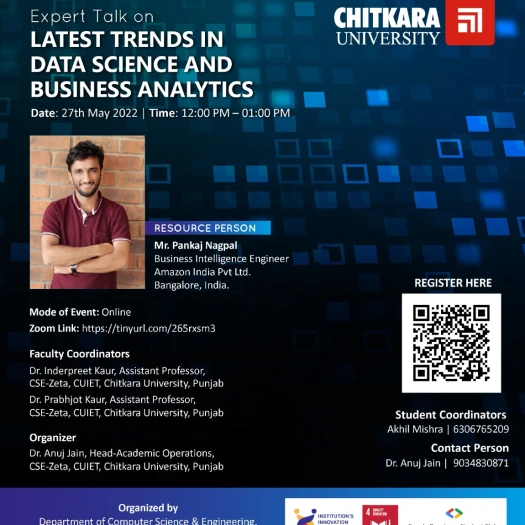 Expert Talk on
LATEST TRENDS IN
DATA SCIENCE AND
BUSINESS ANALYTICS
Date: 27th May 2022 | Time: 12:00 PM – 01:00 PM
CHITKARA
UNIVERSITY
RESOURCE PERSON
Mr. Pankaj Nagpal
Business Intelligence Engineer
Amazon India Pvt Ltd.
Bangalore, India.
Mode of Event: Online
Zoom Link: https://tinyurl.com/265rxsm3
Faculty Coordinators
Dr. Inderpreet Kaur, Assistant Professor,
CSE-Zeta, CUIET, Chitkara University, Punjab
Dr. Prabhjot Kaur, Assistant Professor,
CSE-Zeta, CUIET, Chitkara University, Punjab
Organizer
Dr. Anuj Jain, Head-Academic Operations,
CSE-Zeta, CUIET, Chitkara University, Punjab
REGISTER HERE
Student Coordinators
Akhil Mishra | 6306765209
Contact Person
Dr. Anuj Jain | 9034830871
Organized by
Department of Computer Science & Engineering,
INSTITUTION'S
INNOVATION
4 QUALITY
EDUCATION